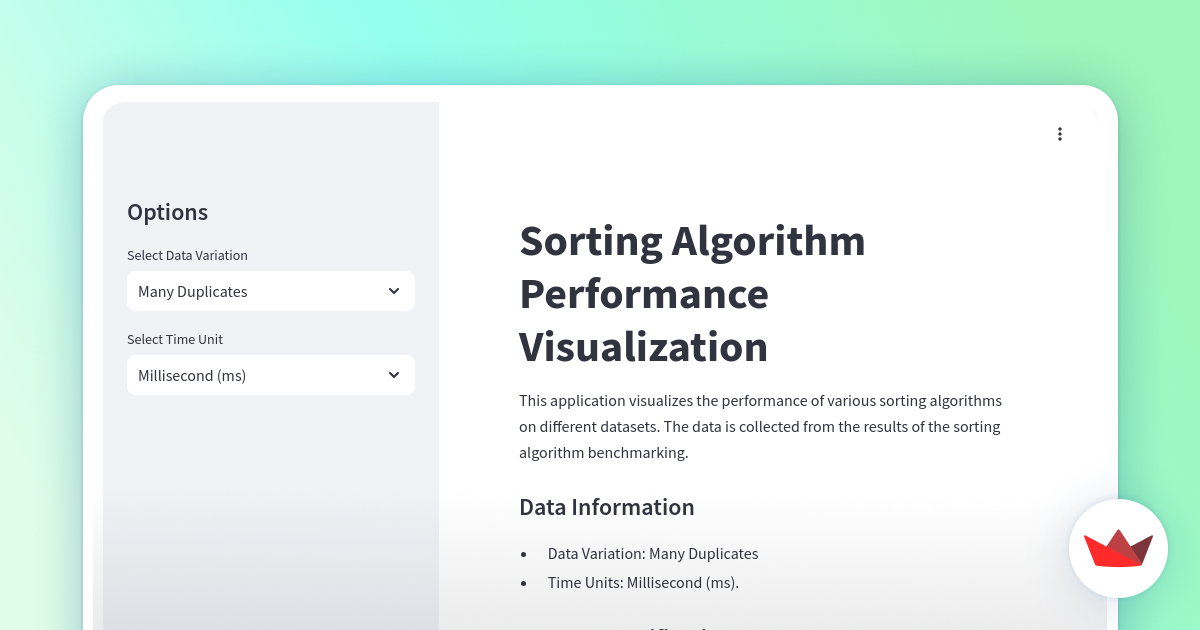 Options
Select Data Variation
Many Duplicates
Select Time Unit
Millisecond (ms)
Sorting Algorithm
Performance
Visualization
This application visualizes the performance of various sorting algorithms
on different datasets. The data is collected from the results of the sorting
algorithm benchmarking.
Data Information
• Data Variation: Many Duplicates
• Time Units: Millisecond (ms).